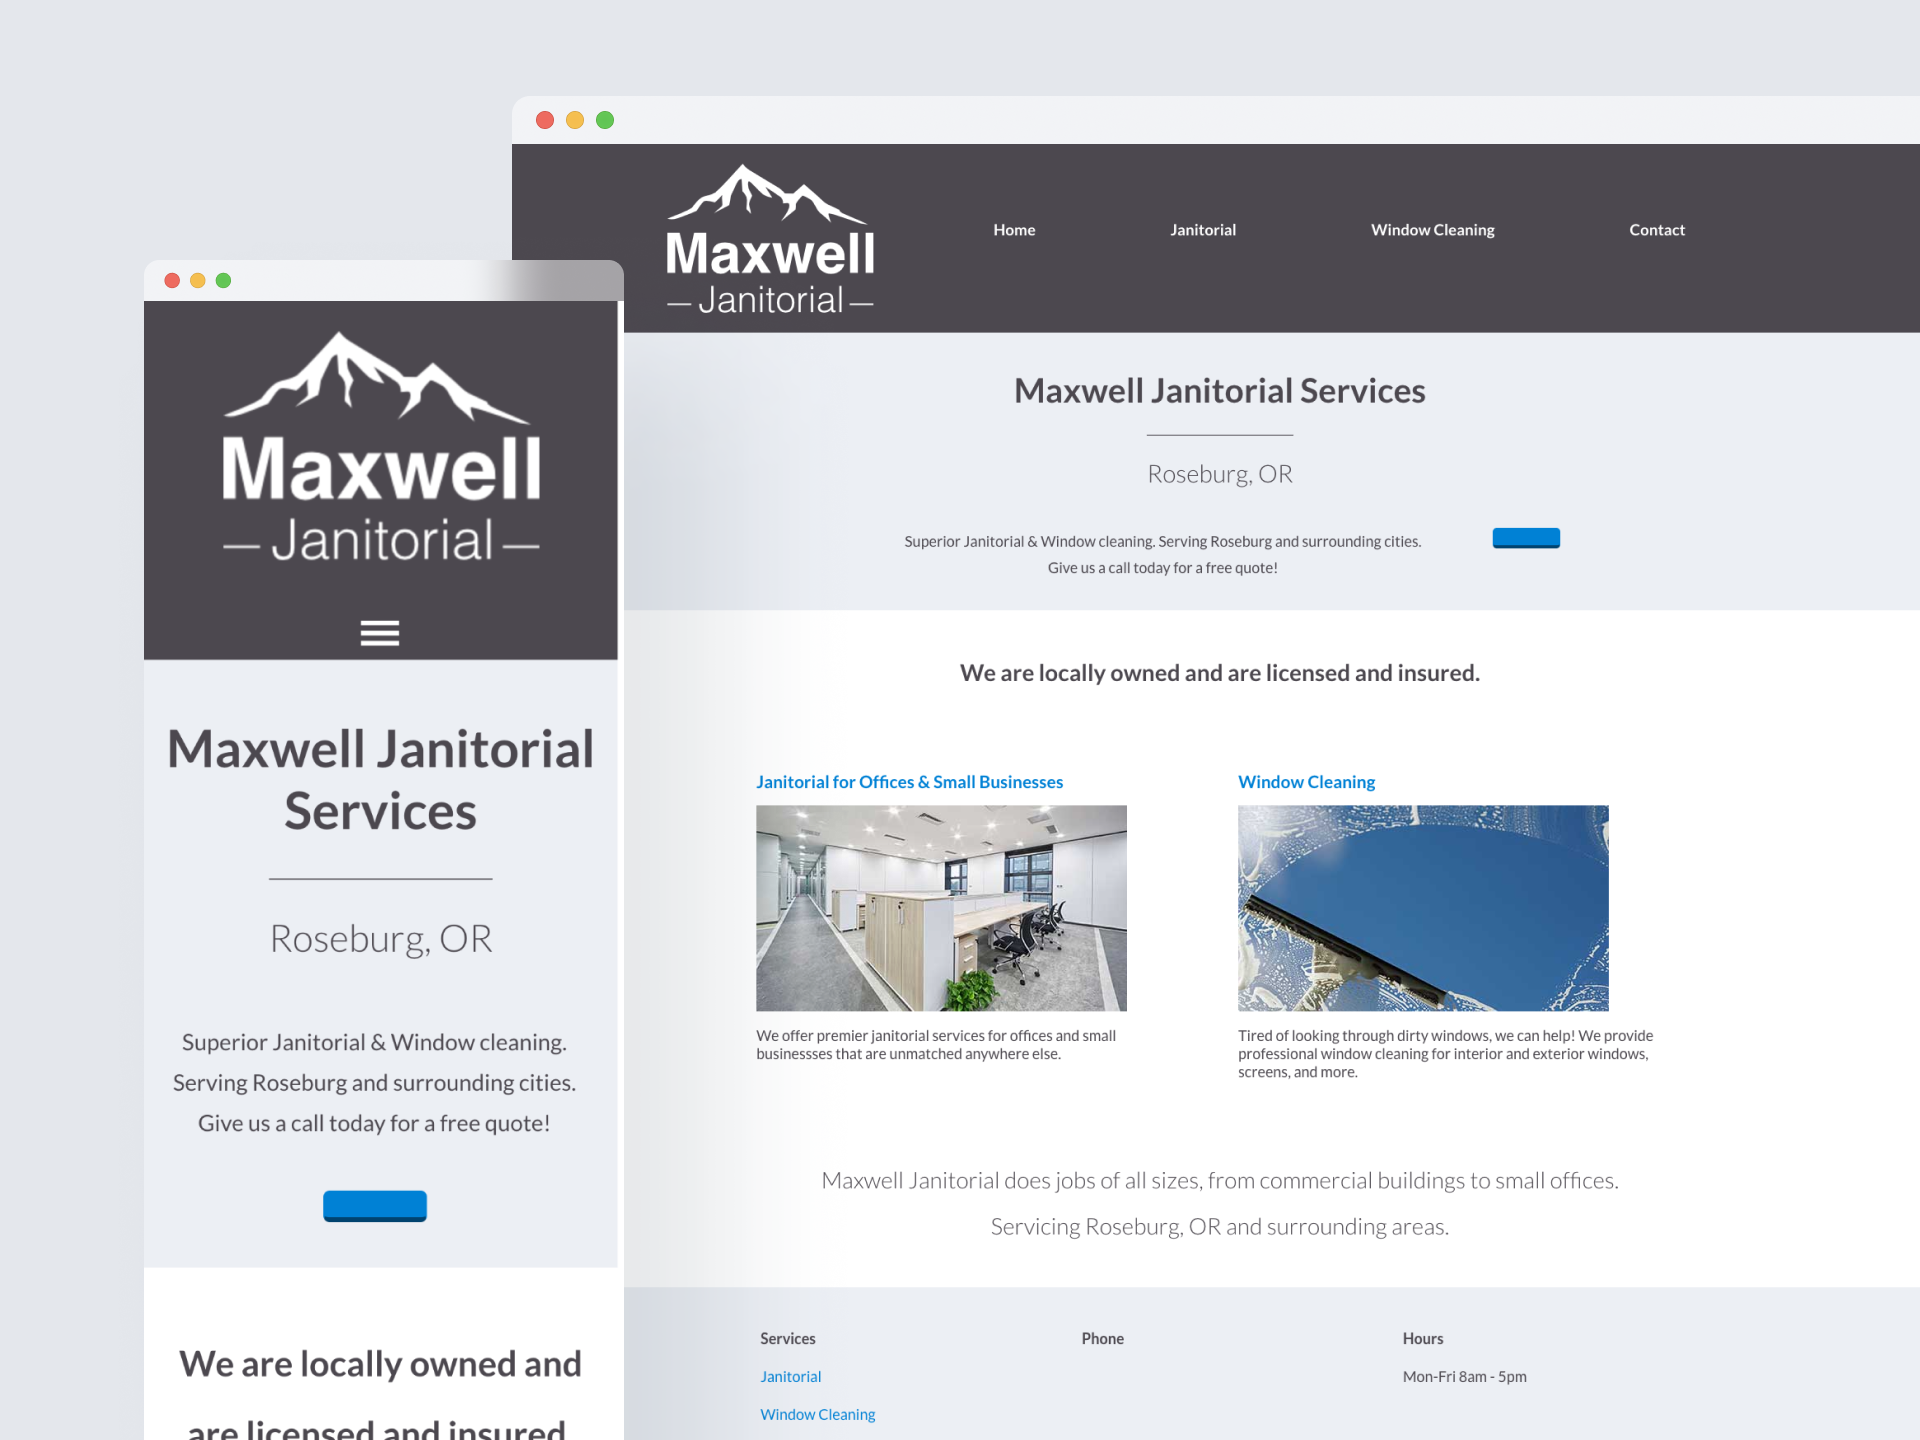 Maxwell
Janitorial
Home
Janitorial
Window Cleaning
Contact
Maxwell Janitorial Services
Roseburg, OR
Superior Janitorial & Window cleaning. Serving Roseburg and surrounding cities.
Give us a call today for a free quote!
We are locally owned and are licensed and insured.
Janitorial for Offices & Small Businesses
We offer premier janitorial services for offices and small
businessses that are unmatched anywhere else.
Window Cleaning
Tired of looking through dirty windows, we can help! We provide
professional window cleaning for interior and exterior windows,
screens, and more.
Maxwell Janitorial does jobs of all sizes, from commercial buildings to small offices.
Servicing Roseburg, OR and surrounding areas.
Services
Janitorial
Window Cleaning
Phone
Hours
Mon-Fri 8am - 5pm
Maxwell
Janitorial
Maxwell Janitorial
Services
Roseburg, OR
Superior Janitorial & Window cleaning.
Serving Roseburg and surrounding cities.
Give us a call today for a free quote!
We are locally owned and
are licensed and insured